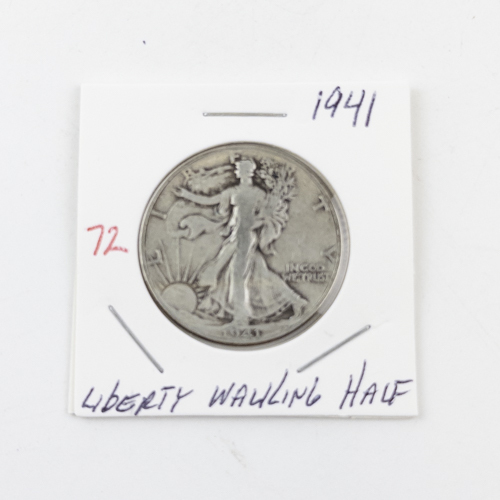 1941
LIBERTY
72
IN GOD
WE TRUST
1941
LIBERTY WALKING HALF